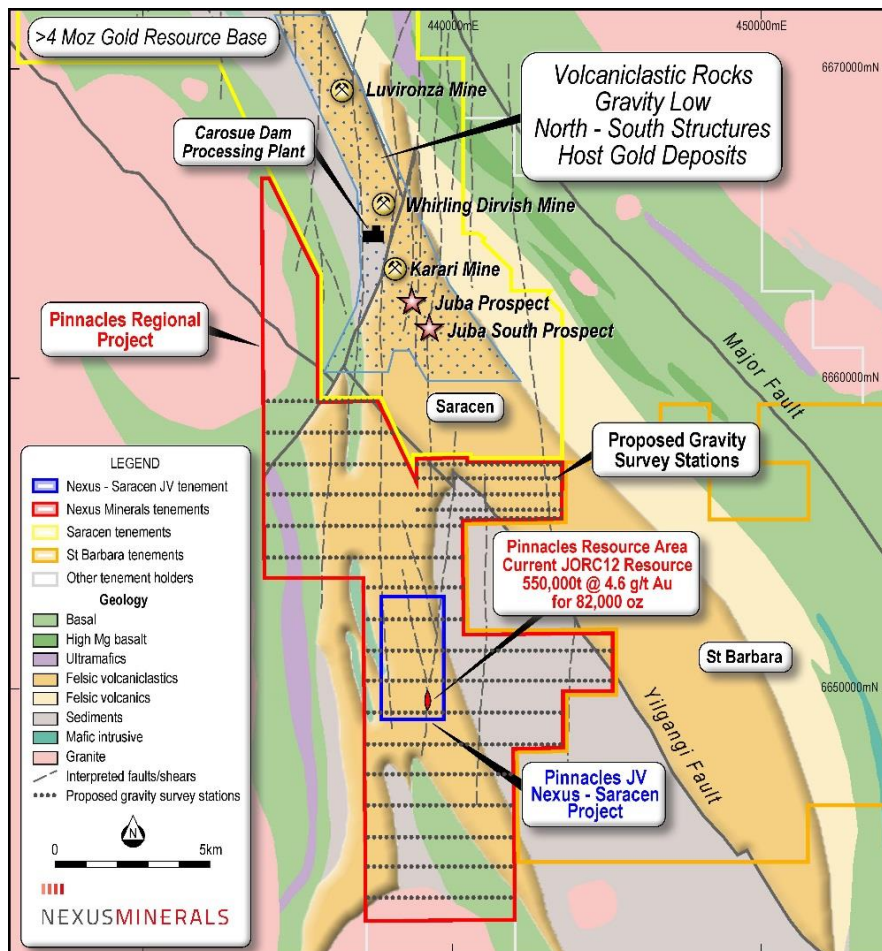 440000mE
450000mE
>4 Moz Gold Resource Base
6670000mN
Volcaniclastic Rocks
Gravity Low
North - South Structures
Host Gold Deposits
Luvironza Mine
Carosue Dam
Processing Plant
Whirling Dirvish Mine
Karari Mine
Juba Prospect
Juba South Prospect
Pinnacles Regional
Project
Major Fault
6660000mN
Saracen
Proposed Gravity
Survey Stations
LEGEND
Nexus - Saracen JV tenement
Nexus Minerals tenements
Saracen tenements
St Barbara tenements
Other tenement holders
Geology
Basal
High Mg basalt
Ultramafics
Felsic volcaniclastics
Felsic volcanics
Sediments
Mafic intrusive
Granite
Interpreted faults/shears
Proposed gravity survey stations
N
0 5km
NEXUSMINERALS
Pinnacles Resource Area
Current JORC12 Resource
550,000t @ 4.6 g/t Au
for 82,000 oz
St Barbara
6650000mN
Yilgangi Fault
Pinnacles JV
Nexus - Saracen
Project
440000mE
450000mE